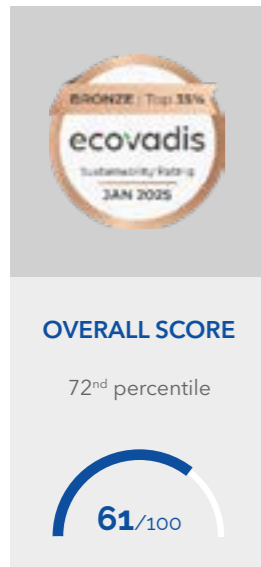 BRONZE | Top 35%
ecovadis
Sustainability Rating
JAN 2025
OVERALL SCORE
72nd percentile
61/100